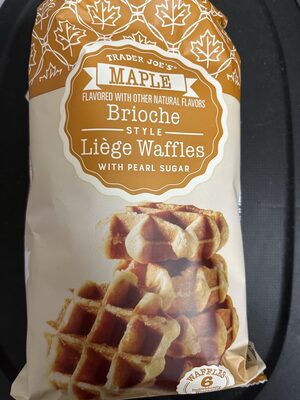 TRADER JOE'S
MAPLE
FLAVORED WITH OTHER NATURAL FLAVORS
Brioche
STYLE
Liège Waffles
WITH PEARL SUGAR
WAFFLES
6